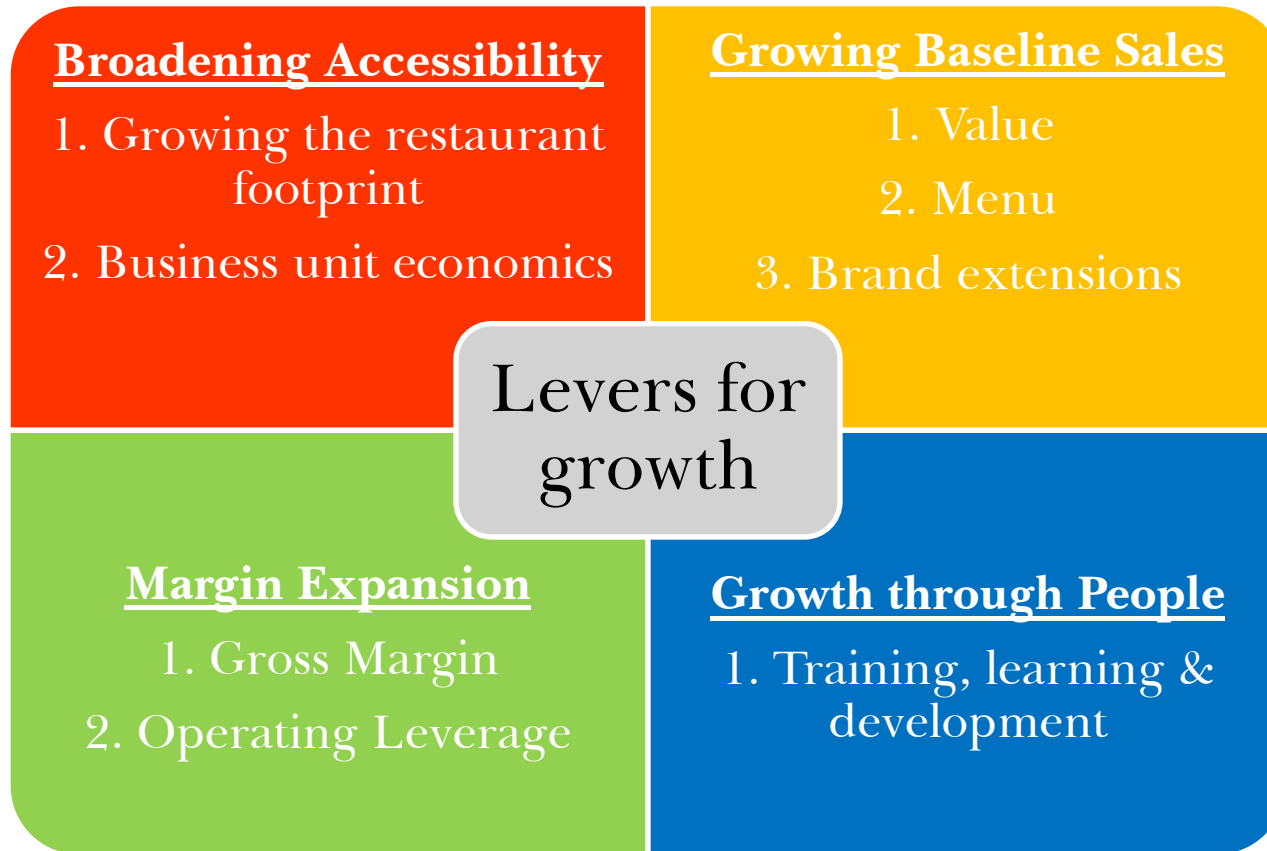 Broadening Accessibility
1. Growing the restaurant
footprint
2. Business unit economics
Growing Baseline Sales
1. Value
2. Menu
3. Brand extensions
Levers for
growth
Margin Expansion
1. Gross Margin
2. Operating Leverage
Growth through People
1. Training, learning &
development